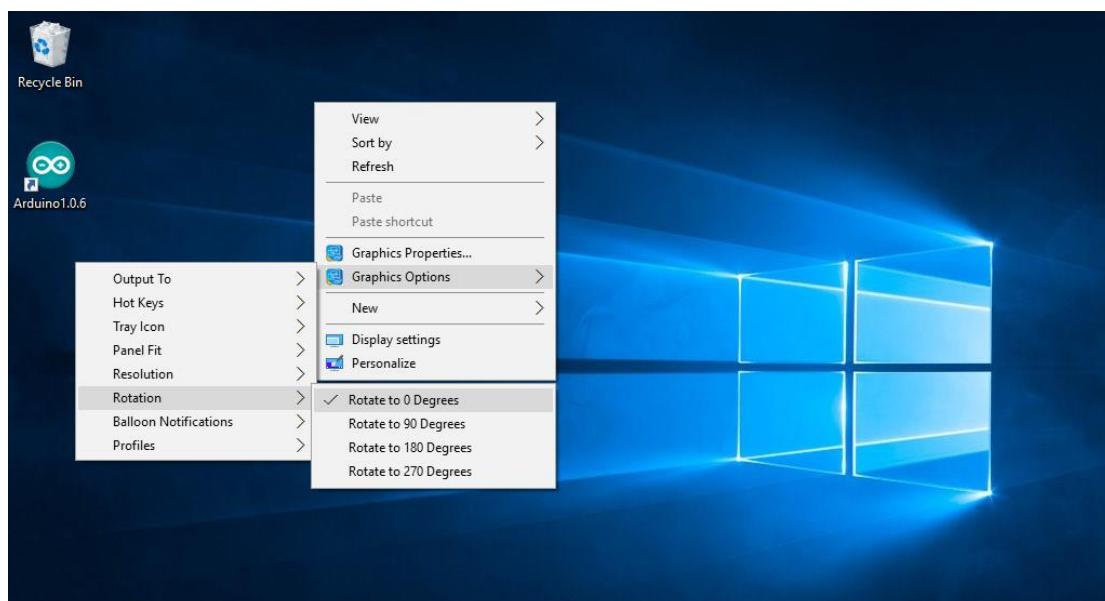 Recycle Bin
Arduino1.0.6
View
Sort by
Refresh
Paste
Paste shortcut
Graphics Properties...
Graphics Options
New
Display settings
Personalize
Output To
Hot Keys
Tray Icon
Panel Fit
Resolution
Rotation
Balloon Notifications
Profiles
Rotate to 0 Degrees
Rotate to 90 Degrees
Rotate to 180 Degrees
Rotate to 270 Degrees